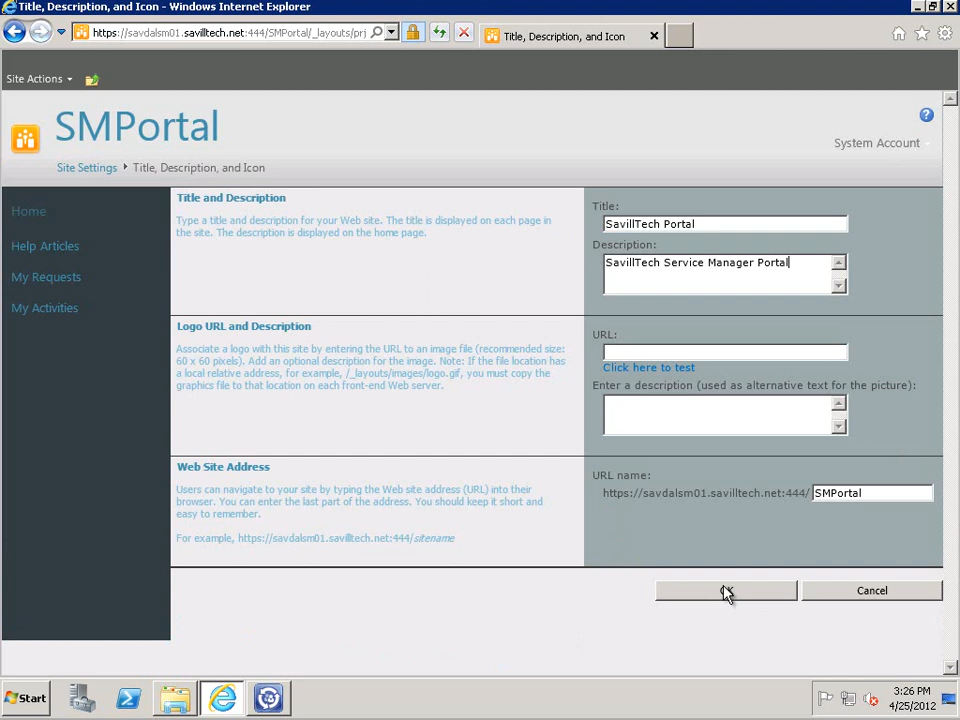 Title, Description, and Icon - Windows Internet Explorer
https://savdalsm01.savilltech.net:444/SMPortal/_layouts/prj
Title, Description, and Icon
Site Actions
SMPortal
System Account
Site Settings
Title, Description, and Icon
Home
Help Articles
My Requests
My Activities
Title and Description
Type a title and description for your Web site. The title is displayed on each page in
the site. The description is displayed on the home page.
Title:
SavillTech Portal
Description:
SavillTech Service Manager Portal
Logo URL and Description
Associate a logo with this site by entering the URL to an image file (recommended size:
60 x 60 pixels). Add an optional description for the image. Note: If the file location has
a local relative address, for example, /_layouts/images/logo.gif, you must copy the
graphics file to that location on each front-end Web server.
URL:
Click here to test
Enter a description (used as alternative text for the picture):
Web Site Address
Users can navigate to your site by typing the Web site address (URL) into their
browser. You can enter the last part of the address. You should keep it short and
easy to remember.
For example, https://savdalsm01.savilltech.net:444/sitename
URL name:
https://savdalsm01.savilltech.net:444/ SMPortal
Cancel
Start
3:26 PM
4/25/2012